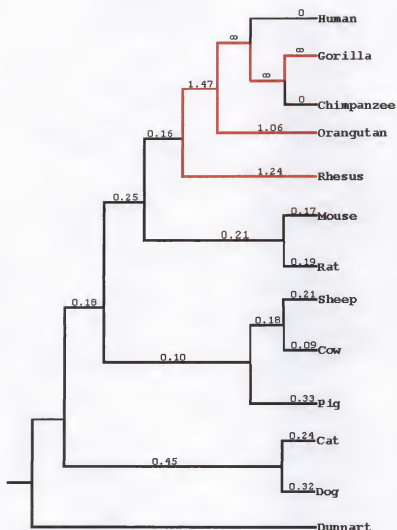 0
Human
∞
∞
Gorilla
∞
1.47
0
Chimpanzee
0.16
1.06
Orangutan
1.24
Rhesus
0.25
0.17
Mouse
0.21
0.19
Rat
0.18
0.21
Sheep
0.18
0.09
Cow
0.10
0.33
Pig
0.24
Cat
0.45
0.32
Dog
Dunnart